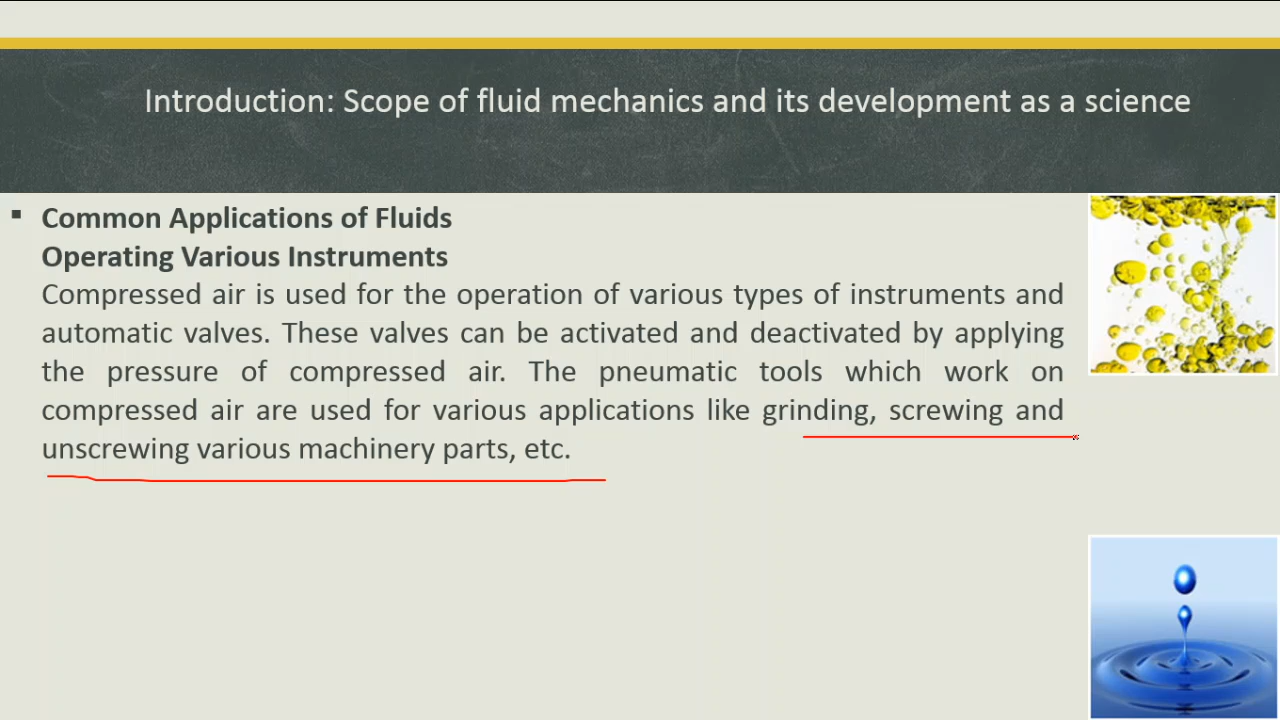 Introduction: Scope of fluid mechanics and its development as a science
▪ Common Applications of Fluids
Operating Various Instruments
Compressed air is used for the operation of various types of instruments and
automatic valves. These valves can be activated and deactivated by applying
the pressure of compressed air. The pneumatic tools which work on
compressed air are used for various applications like grinding, screwing and
unscrewing various machinery parts, etc.